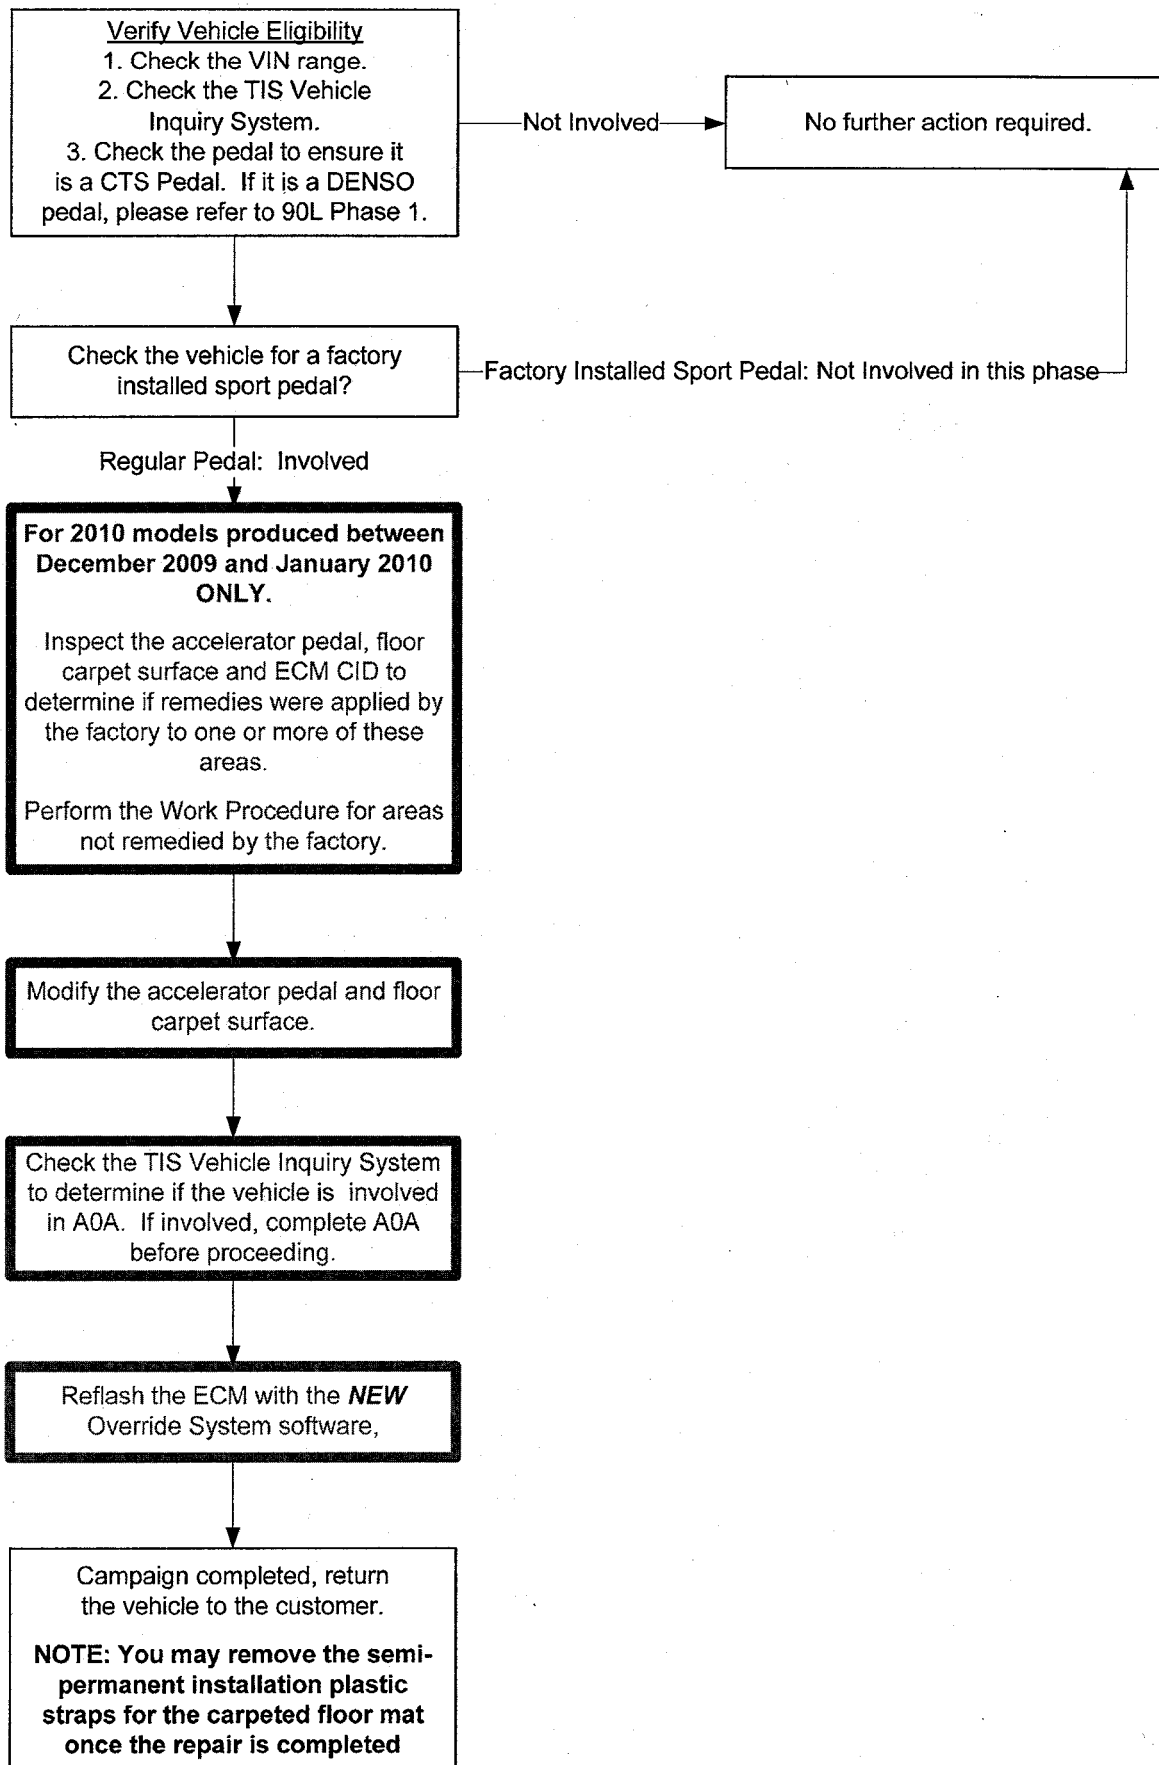 Verify Vehicle Eligibility
1. Check the VIN range.
2. Check the TIS Vehicle
Inquiry System.
3. Check the pedal to ensure it
is a CTS Pedal. If it is a DENSO
pedal, please refer to 90L Phase 1.
Not Involved
No further action required.
Check the vehicle for a factory
installed sport pedal?
Factory Installed Sport Pedal: Not Involved in this phase
Regular Pedal: Involved
For 2010 models produced between
December 2009 and January 2010
ONLY.
Inspect the accelerator pedal, floor
carpet surface and ECM CID to
determine if remedies were applied by
the factory to one or more of these
areas.
Perform the Work Procedure for areas
not remedied by the factory.
Modify the accelerator pedal and floor
carpet surface.
Check the TIS Vehicle Inquiry System
to determine if the vehicle is involved
in A0A. If involved, complete A0A
before proceeding.
Reflash the ECM with the NEW
Override System software,
Campaign completed, return
the vehicle to the customer.
NOTE: You may remove the semi-
permanent installation plastic
straps for the carpeted floor mat
once the repair is completed